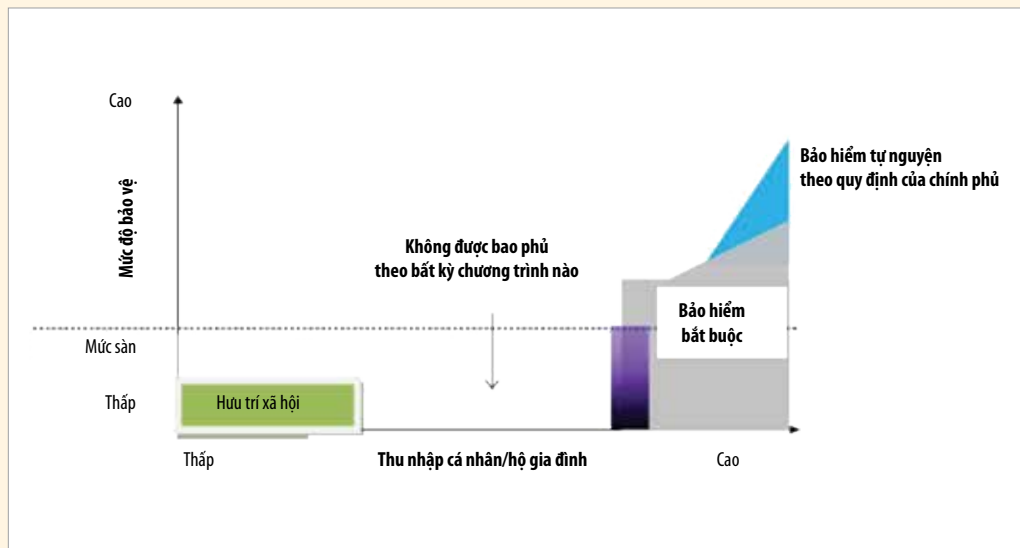 Cao
Mức độ bảo vệ
Bảo hiểm tự nguyện
theo quy định của chính phủ
Không được bao phủ
theo bất kỳ chương trình nào
Bảo hiểm
bắt buộc
Mức sàn
Thấp
Hưu trí xã hội
Thấp
Thu nhập cá nhân/hộ gia đình
Cao